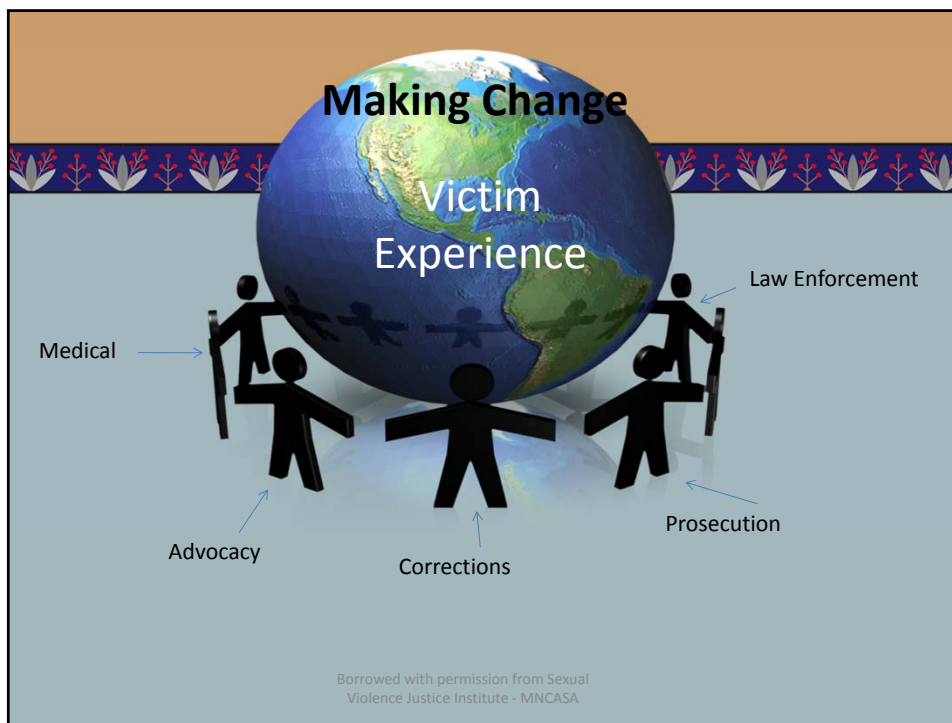 Making Change
Victim
Experience
Law Enforcement
Medical
Prosecution
Advocacy
Corrections
Borrowed with permission from Sexual
Violence Justice Institute - MNCASA